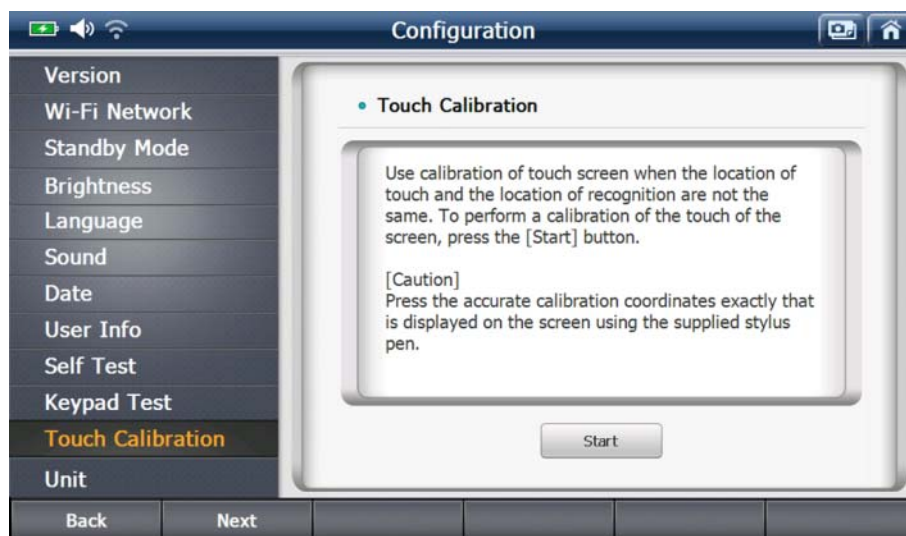 Configuration
Version
Wi-Fi Network
Standby Mode
Brightness
Language
Sound
Date
User Info
Self Test
Keypad Test
Touch Calibration
Unit
• Touch Calibration
Use calibration of touch screen when the location of
touch and the location of recognition are not the
same. To perform a calibration of the touch of the
screen, press the [Start] button.
[Caution]
Press the accurate calibration coordinates exactly that
is displayed on the screen using the supplied stylus
pen.
Start
Back Next